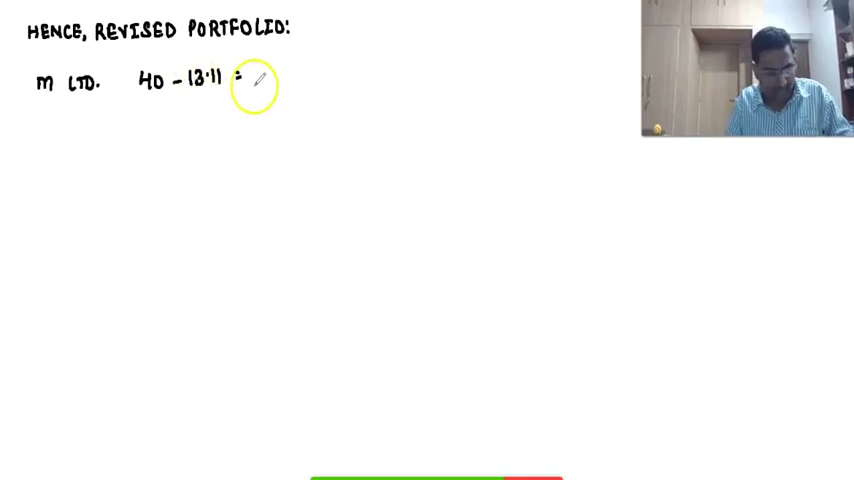 HENCE, REVISED PORTFOLIO:
M LTD. 40 - 13.11 =